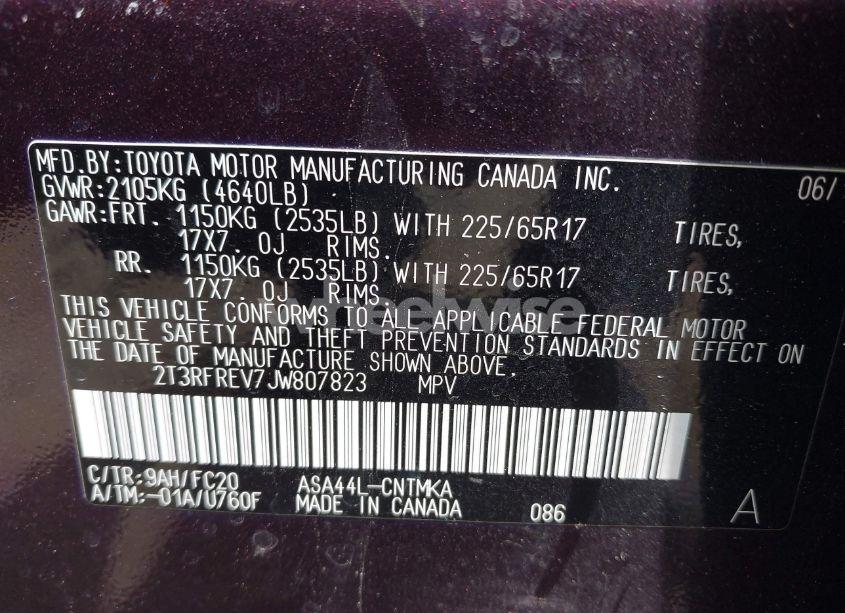 MFD.BY:TOYOTA MOTOR MANUFACTURING CANADA INC. 06/
GVWR:2105KG (4640LB)
GAWR:FRT. 1150KG (2535LB) WITH 225/65R17 TIRES,
17X7. OJ RIMS.
RR. 1150KG (2535LB) WITH 225/65R17 TIRES,
17X7. OJ RIMS.
wheelwise
THIS VEHICLE CONFORMS TO ALL APPLICABLE FEDERAL MOTOR
VEHICLE SAFETY AND THEFT PREVENTION STANDARDS IN EFFECT ON
THE DATE OF MANUFACTURE SHOWN ABOVE.
2T3RFREV7JW807823 MPV
C/TR:9AH/FC20 ASA44L-CNTMKA
A/TM:-01A/U760F MADE IN CANADA 086 A